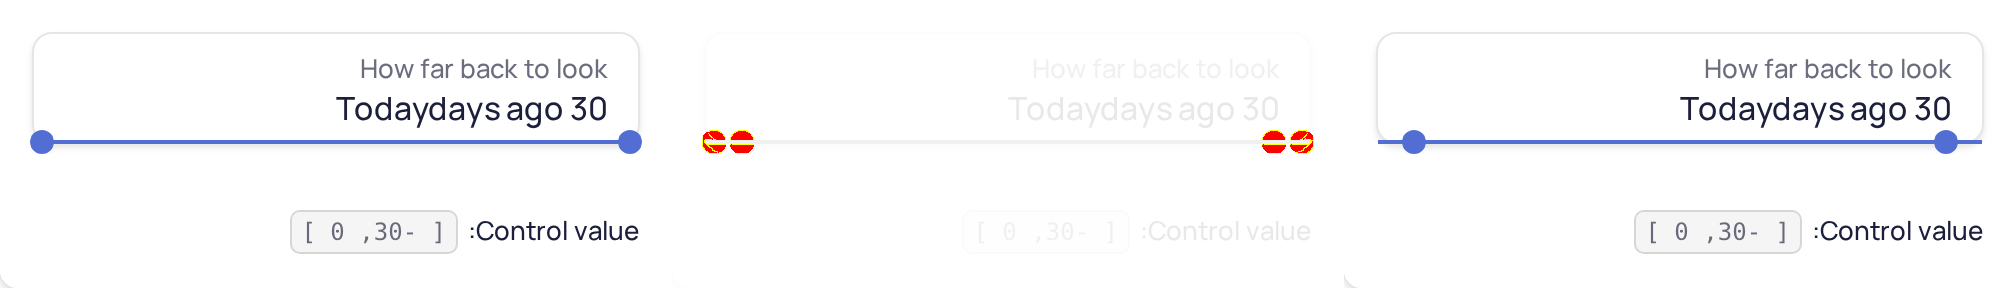 How far back to look
Todaydays ago 30
[ 0 ,30- ] :Control value
How far back to look
Todaydays ago 30
[ 0 ,30- ] :Control value
How far back to look
Todaydays ago 30
[ 0 ,30- ] :Control value